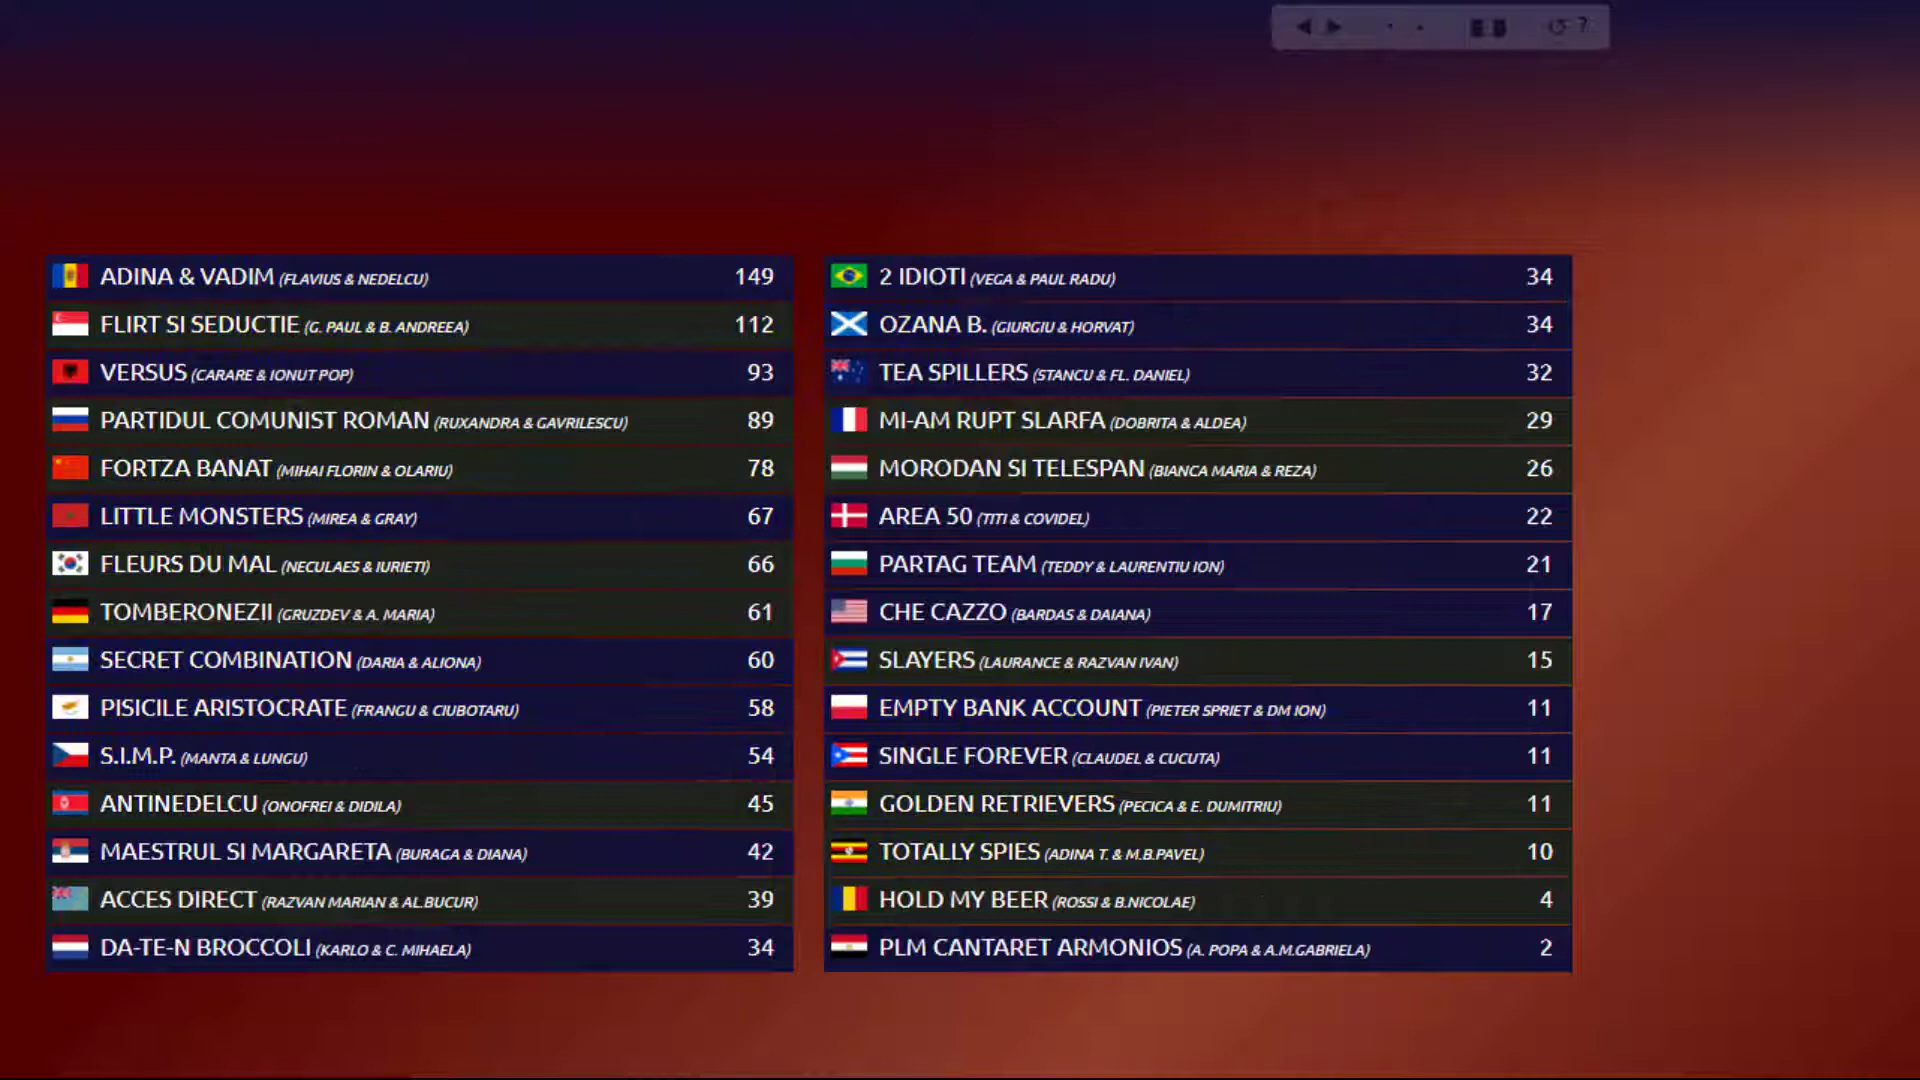 ADINA & VADIM (FLAVIUS & NEDELCU) 149
FLIRT SI SEDUCTIE (G. PAUL & B. ANDREEA) 112
VERSUS (CARARE & IONUT POP) 93
PARTIDUL COMUNIST ROMAN (RUXANDRA & GAVRILESCU) 89
FORTZA BANAT (MIHAI FLORIN & OLARIU) 78
LITTLE MONSTERS (MIREA & GRAY) 67
FLEURS DU MAL (NECULAES & IURIETI) 66
TOMBERONEZII (GRUZDEV & A. MARIA) 61
SECRET COMBINATION (DARIA & ALIONA) 60
PISICILE ARISTOCRATE (FRANGU & CIUBOTARU) 58
S.I.M.P. (MANTA & LUNGU) 54
ANTINEDELCU (ONOFREI & DIDILA) 45
MAESTRUL SI MARGARETA (BURAGA & DIANA) 42
ACCES DIRECT (RAZVAN MARIAN & AL.BUCUR) 39
DA-TE-N BROCCOLI (KARLO & C. MIHAELA) 34
2 IDIOTI (VEGA & PAUL RADU) 34
OZANA B. (GIURGIU & HORVAT) 34
TEA SPILLERS (STANCU & FL. DANIEL) 32
MI-AM RUPT SLARFA (DOBRITA & ALDEA) 29
MORODAN SI TELESPAN (BIANCA MARIA & REZA) 26
AREA 50 (TITI & COVIDEL) 22
PARTAG TEAM (TEDDY & LAURENTIU ION) 21
CHE CAZZO (BARDAS & DAIANA) 17
SLAYERS (LAURANCE & RAZVAN IVAN) 15
EMPTY BANK ACCOUNT (PIETER SPRIET & DM ION) 11
SINGLE FOREVER (CLAUDEL & CUCUTA) 11
GOLDEN RETRIEVERS (PECICA & E. DUMITRIU) 11
TOTALLY SPIES (ADINA T. & M.B.PAVEL) 10
HOLD MY BEER (ROSSI & B.NICOLAE) 4
PLM CANTARET ARMONIOS (A. POPA & A.M.GABRIELA) 2